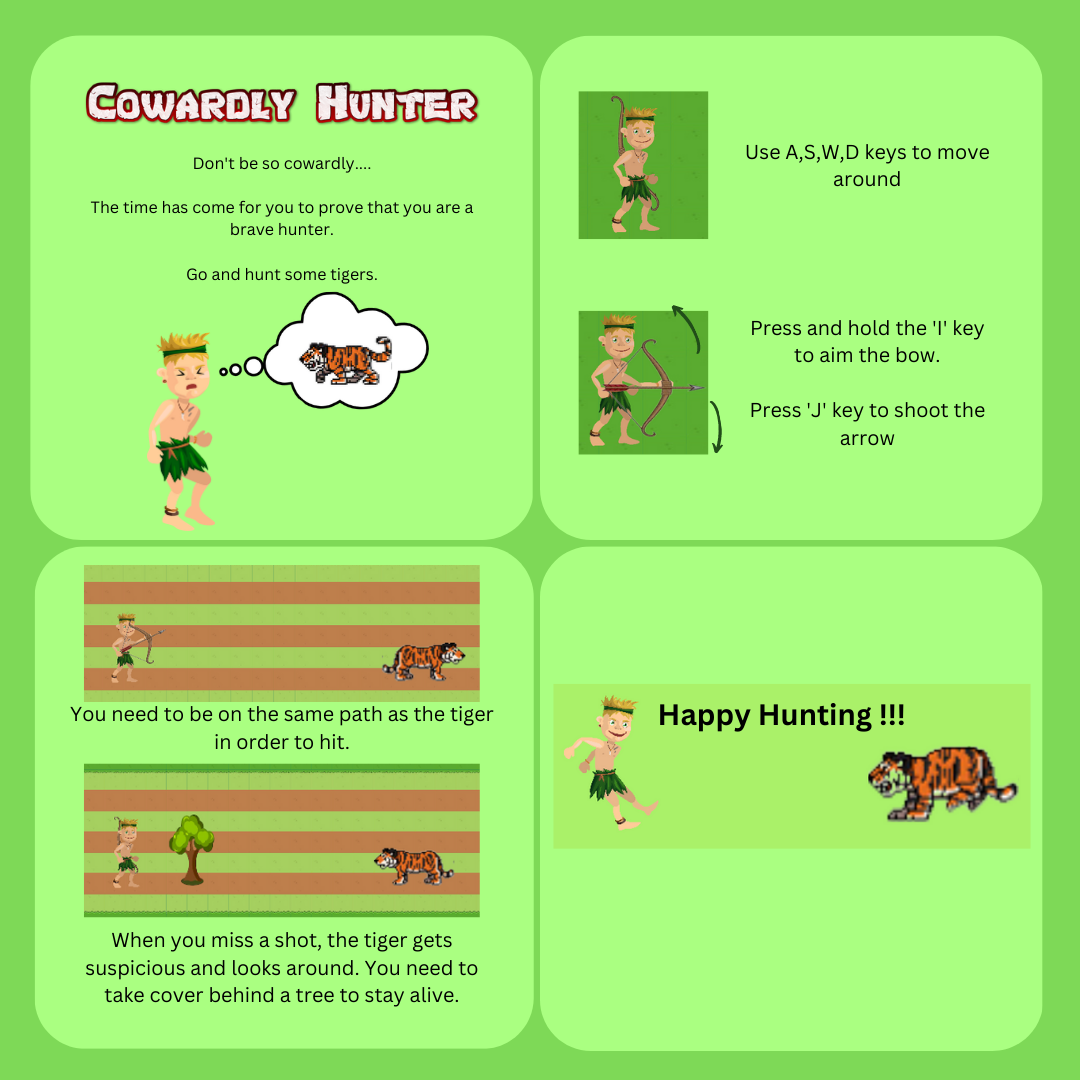 Cowardly Hunter
Don't be so cowardly....
The time has come for you to prove that you are a
brave hunter.
Go and hunt some tigers.
Use A,S,W,D keys to move
around
Press and hold the 'I' key
to aim the bow.
Press 'J' key to shoot the
arrow
You need to be on the same path as the tiger
in order to hit.
When you miss a shot, the tiger gets
suspicious and looks around. You need to
take cover behind a tree to stay alive.
Happy Hunting !!!